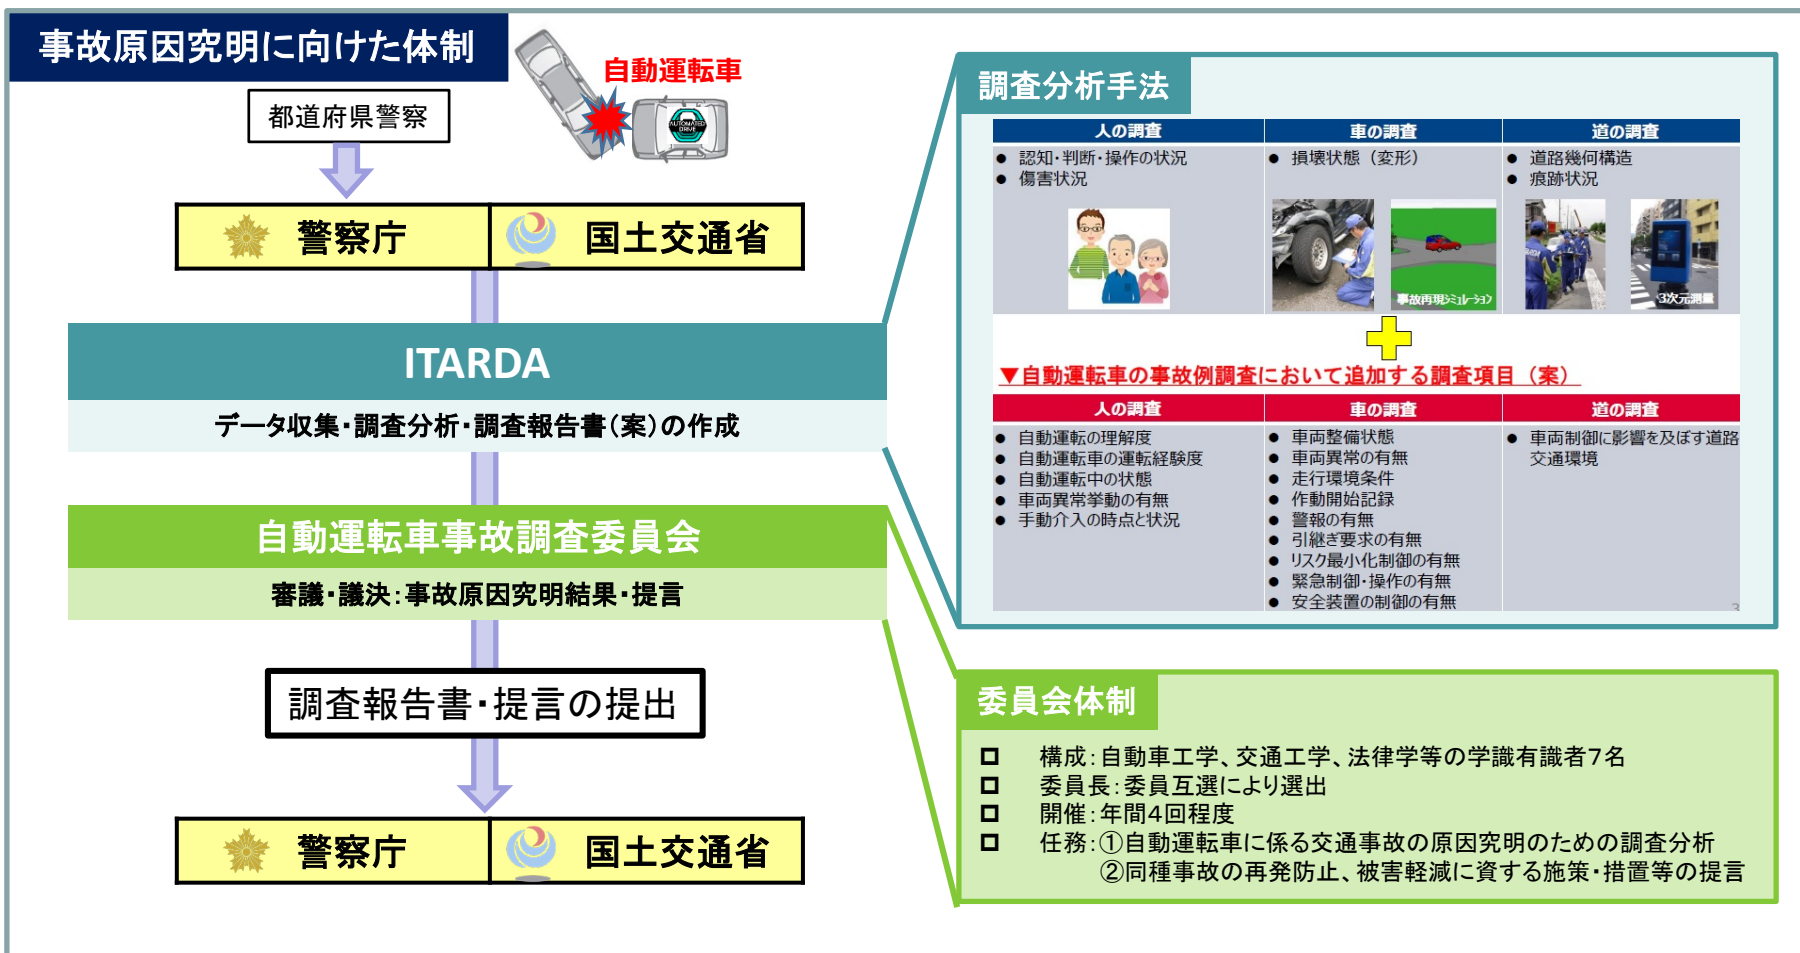 事故原因究明に向けた体制
自動運転車
AUTOMATED
DRIVE
都道府県警察
警察庁
国土交通省
ITARDA
データ収集・調査分析・調査報告書(案)の作成
自動運転車事故調査委員会
審議・議決:事故原因究明結果・提言
調査報告書・提言の提出
警察庁
国土交通省
調査分析手法
人の調査
車の調査
道の調査
● 認知・判断・操作の状況
● 傷害状況
● 損壊状態（変形）
● 道路幾何構造
● 痕跡状況
事故再現シミュレーション
3次元測量
▼自動運転車の事故例調査において追加する調査項目（案）
人の調査
車の調査
道の調査
● 自動運転の理解度
● 自動運転車の運転経験度
● 自動運転中の状態
● 車両異常挙動の有無
● 手動介入の時点と状況
● 車両整備状態
● 車両異常の有無
● 走行環境条件
● 作動開始記録
● 警報の有無
● 引継ぎ要求の有無
● リスク最小化制御の有無
● 緊急制御・操作の有無
● 安全装置の制御の有無
● 車両制御に影響を及ぼす道路
交通環境
3
委員会体制
構成:自動車工学、交通工学、法律学等の学識有識者7名
委員長:委員互選により選出
開催:年間4回程度
任務:①自動運転車に係る交通事故の原因究明のための調査分析
②同種事故の再発防止、被害軽減に資する施策・措置等の提言